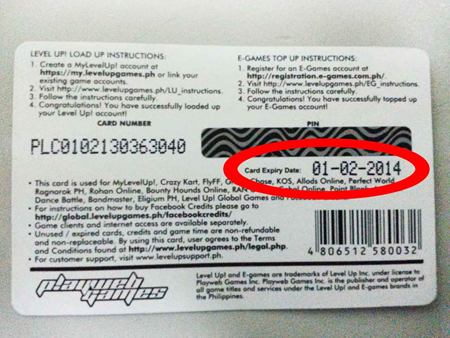 LEVEL UP! LOAD UP INSTRUCTIONS:
1. Create a MyLevelUp! account at
https://my.levelupgames.ph or link your
existing game accounts.
2. Visit http://levelupgames.ph/LU_instructions
3. Follow the instructions carefully.
4. Congratulations! You have successfully loaded up
your Level Up! account.
E-GAMES TOP UP INSTRUCTIONS:
1. Register for an E-Games account at
http://registration.e-games.com.ph/
2. Visit http://levelupgames.ph/EG_instructions
3. Follow the instructions carefully.
4. Congratulations! You have successfully topped up
your E-Games account!
CARD NUMBER
PIN
PLC0102130363040
Card Expiry Date: 01-02-2014
• This card is used for MyLevelUp!, Crazy Kart, FlyFF, Chase, KOS, Allods Online, Perfect World,
Ragnarok PH, Rohan Online, Bounty Hounds Online, RAN Online, Paint
Dance Battle, Bandmaster, Eligium PH, Level Up! Global Games and Facebook
• For instructions on how to buy Facebook Credits please go to
http://global.levelupgames.ph/facebookcredits/
• Game clients and internet access are available separately.
• Unused / expired cards, credits and game time are non-refundable
and non-replaceable. By using this card, user agrees to the Terms
and Conditions found at http://www.levelupgames.ph/legal.php.
• For customer support, please visit
www.levelupsupport.ph.
4 806512 580032
playweb
games
Level Up! and E-games are trademarks of Level Up! Inc. under license to
Playweb Games Inc. Playweb Games Inc. is the publisher and operator of
all game titles and services under the Level Up! and E-games brands in
the Philippines.